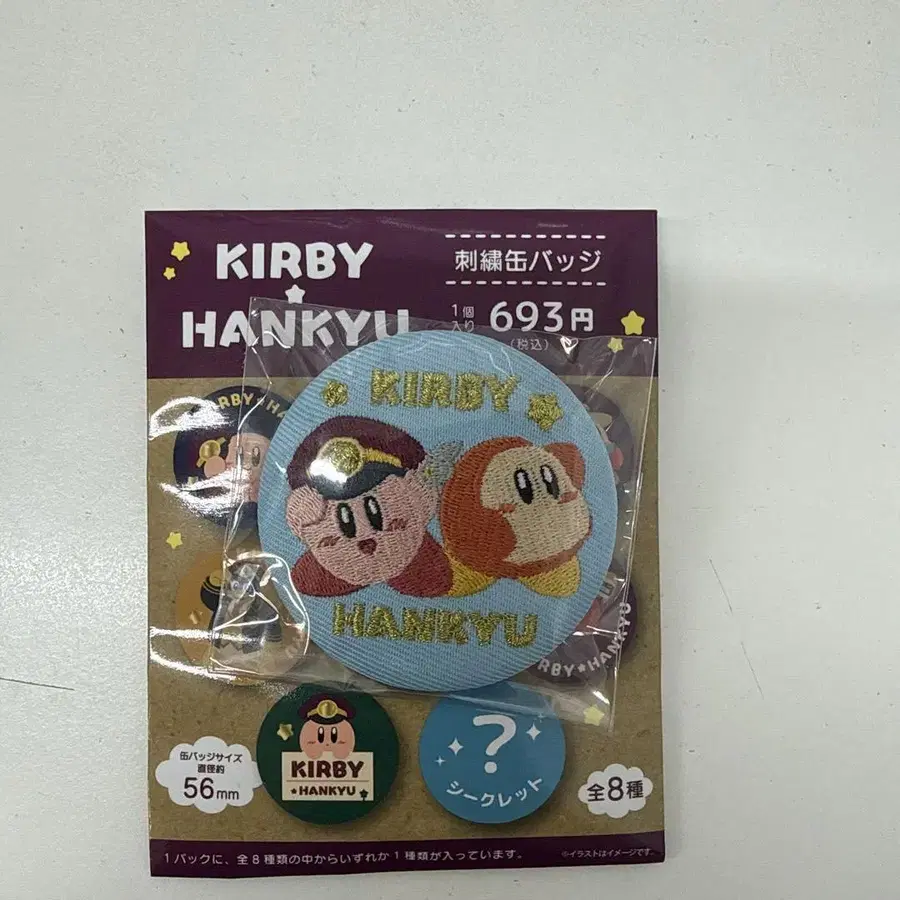 KIRBY
HANKYU
刺繍缶バッジ
1個入り 693円
(税込)
KIRBY
HANKYU
RBY★HAN
RBY★HANKYU
缶バッジサイズ
直径約
56mm
KIRBY
★HANKYU
?
シークレット
全8種
1パックに、全8種類の中からいずれか1種類が入っています。
※イラストはイメージです。